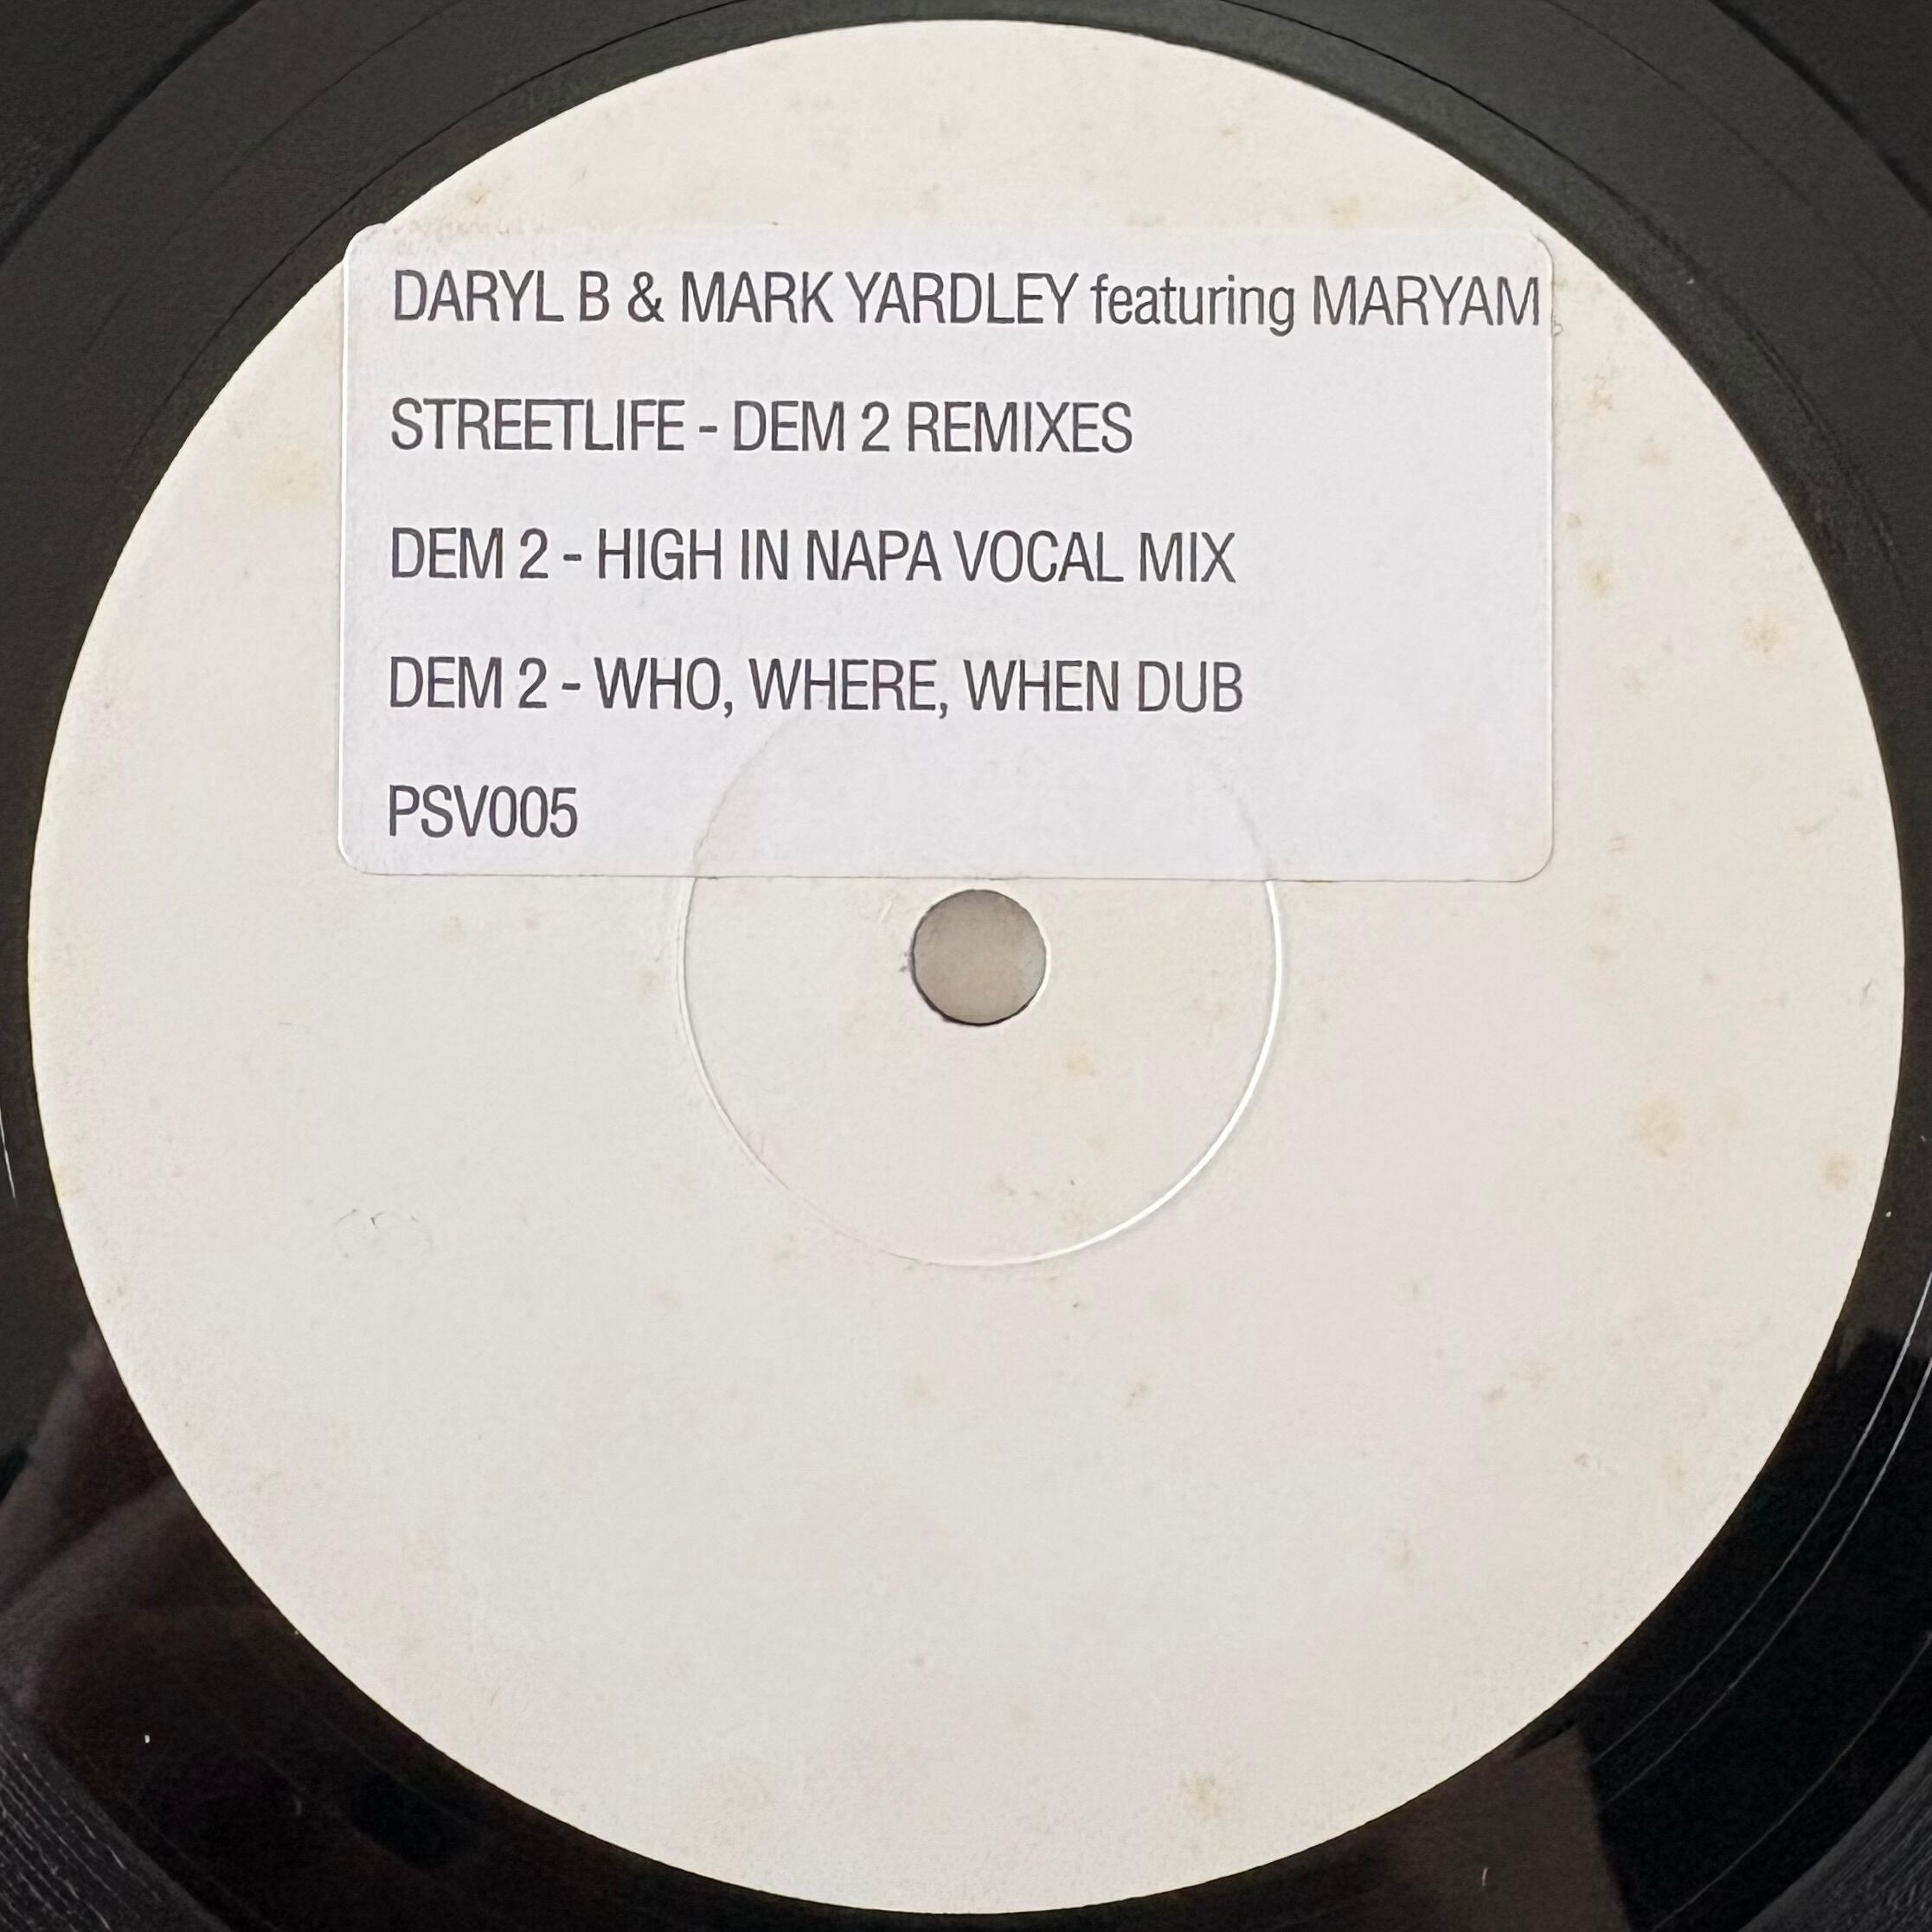 DARYL B & MARK YARDLEY featuring MARYAM
STREETLIFE - DEM 2 REMIXES
DEM 2 - HIGH IN NAPA VOCAL MIX
DEM 2 - WHO, WHERE, WHEN DUB
PSV005